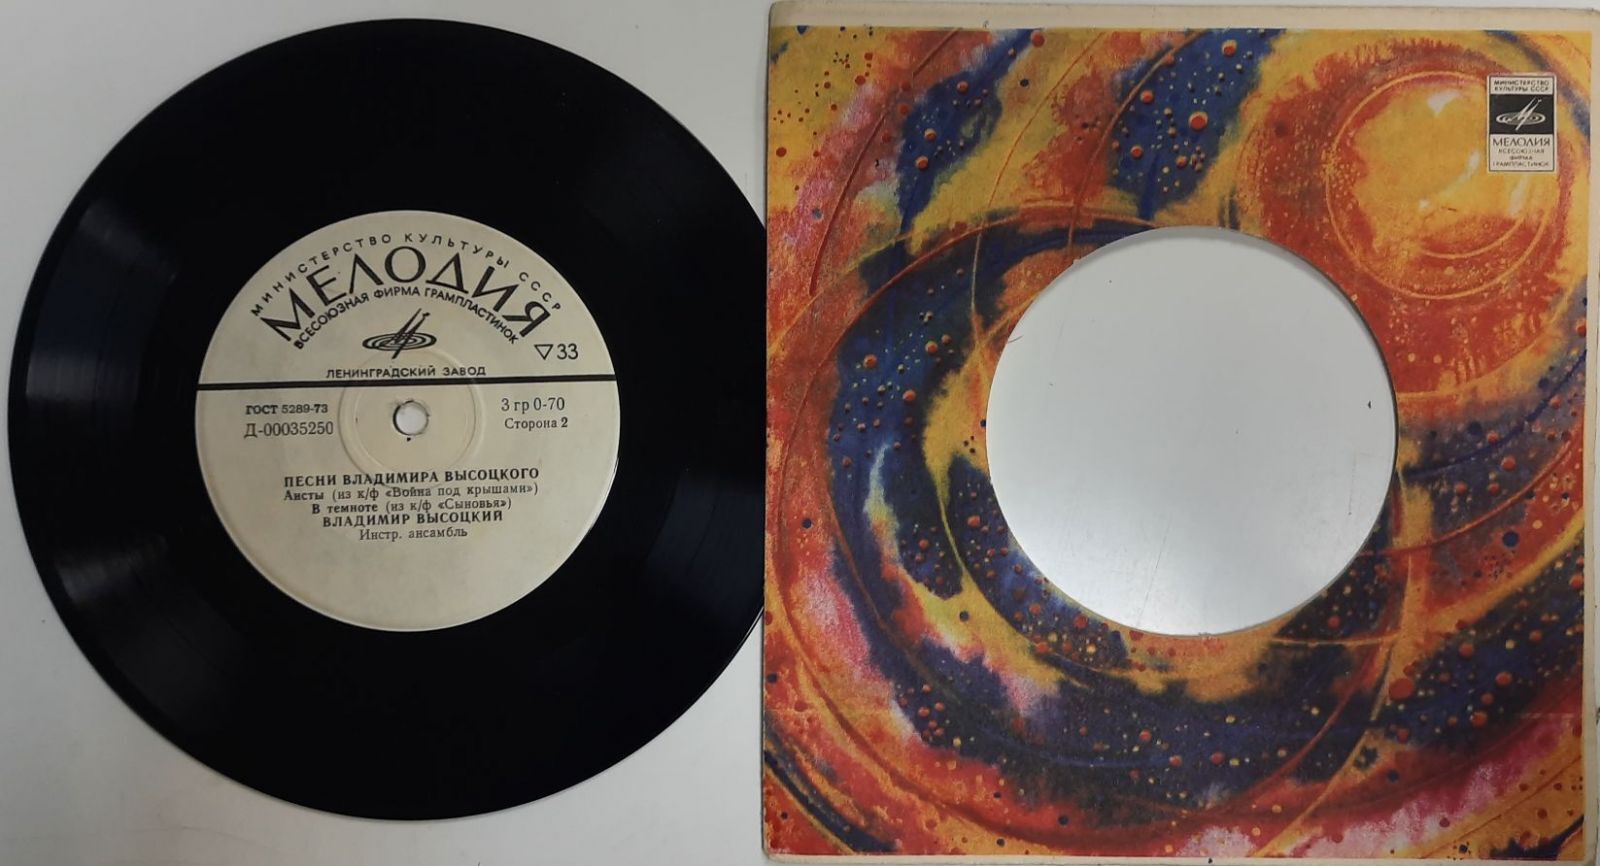 МИНИСТЕРСТВО КУЛЬТУРЫ СССР
МЕЛОДИЯ
ВСЕСОЮЗНАЯ ФИРМА ГРАМПЛАСТИНОК
33
ЛЕНИНГРАДСКИЙ ЗАВОД
ГОСТ 5289-73
Д-00035250
3 гр 0-70
Сторона 2
ПЕСНИ ВЛАДИМИРА ВЫСОЦКОГО
Аисты (из к/ф «Война под крышами»)
В темноте (из к/ф «Сыновья»)
ВЛАДИМИР ВЫСОЦКИЙ
Инстр. ансамбль
МИНИСТЕРСТВО
КУЛЬТУРЫ СССР
МЕЛОДИЯ
ВСЕСОЮЗНАЯ
ФИРМА
ГРАМПЛАСТИНОК